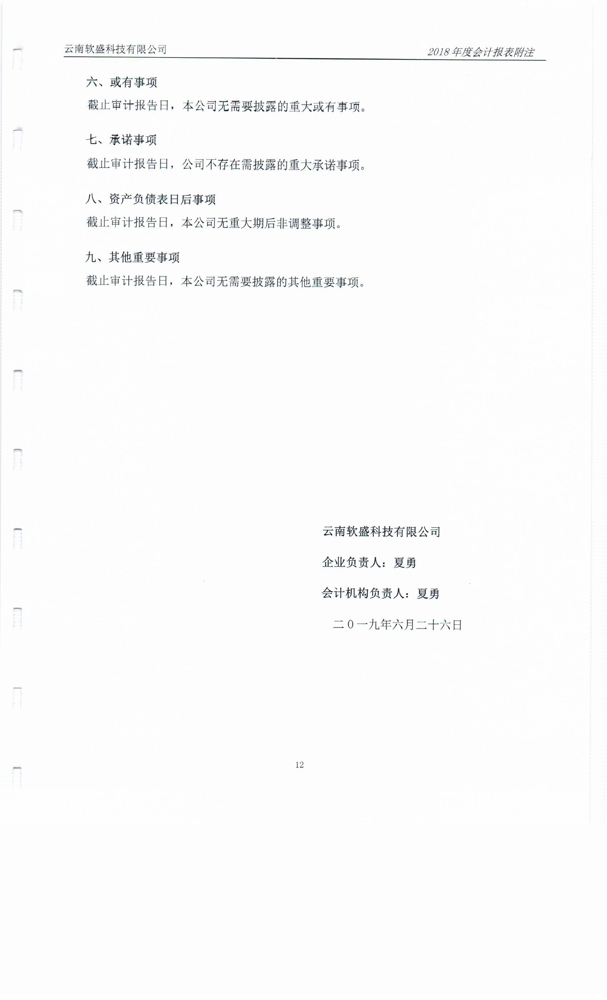 云南软盛科技有限公司
2018年度会计报表附注
六、或有事项
截止审计报告日，本公司无需要披露的重大或有事项。
七、承诺事项
截止审计报告日，公司不存在需披露的重大承诺事项。
八、资产负债表日后事项
截止审计报告日，本公司无重大期后非调整事项。
九、其他重要事项
截止审计报告日，本公司无需要披露的其他重要事项。
云南软盛科技有限公司
企业负责人：夏勇
会计机构负责人：夏勇
二0一九年六月二十六日
12